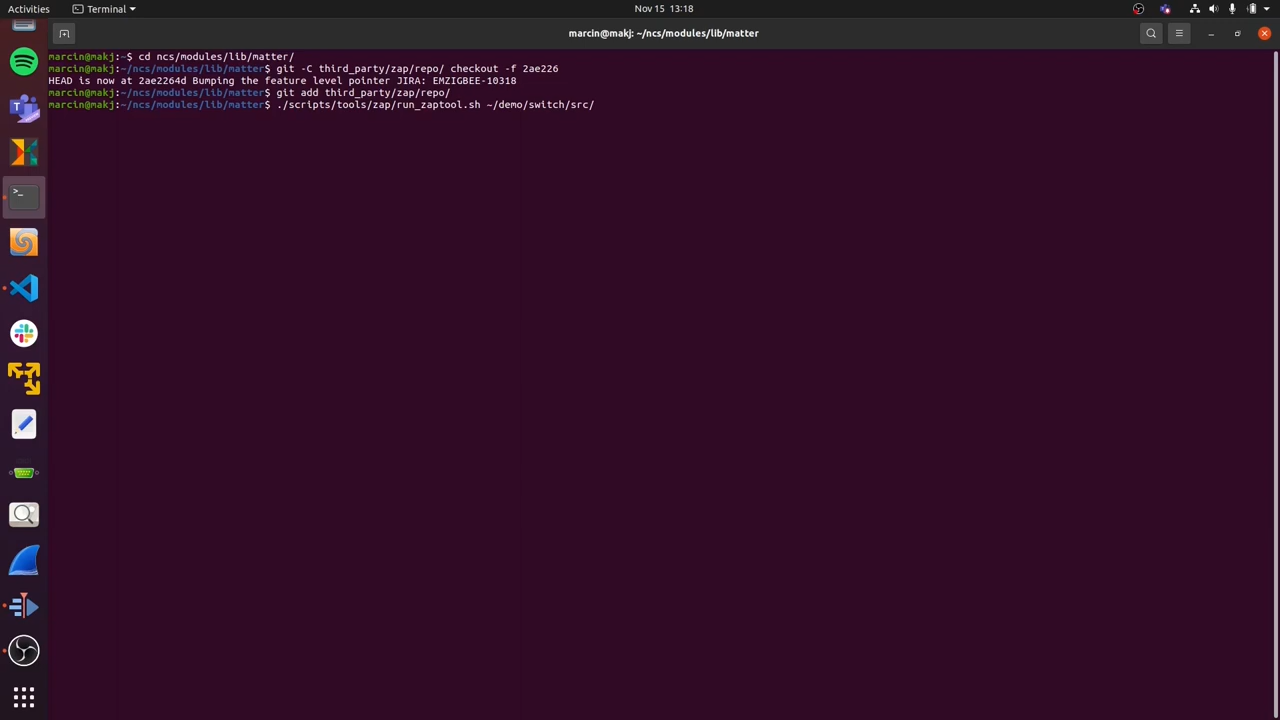 Activities
Terminal
Nov 15 13:18
marcin@makj: ~/ncs/modules/lib/matter
marcin@makj:~$ cd ncs/modules/lib/matter/
marcin@makj:~/ncs/modules/lib/matter$ git -C third_party/zap/repo/ checkout -f 2ae226
HEAD is now at 2ae2264d Bumping the feature level pointer JIRA: EMZIGBEE-10318
marcin@makj:~/ncs/modules/lib/matter$ git add third_party/zap/repo/
marcin@makj:~/ncs/modules/lib/matter$ ./scripts/tools/zap/run_zaptool.sh ~/demo/switch/src/